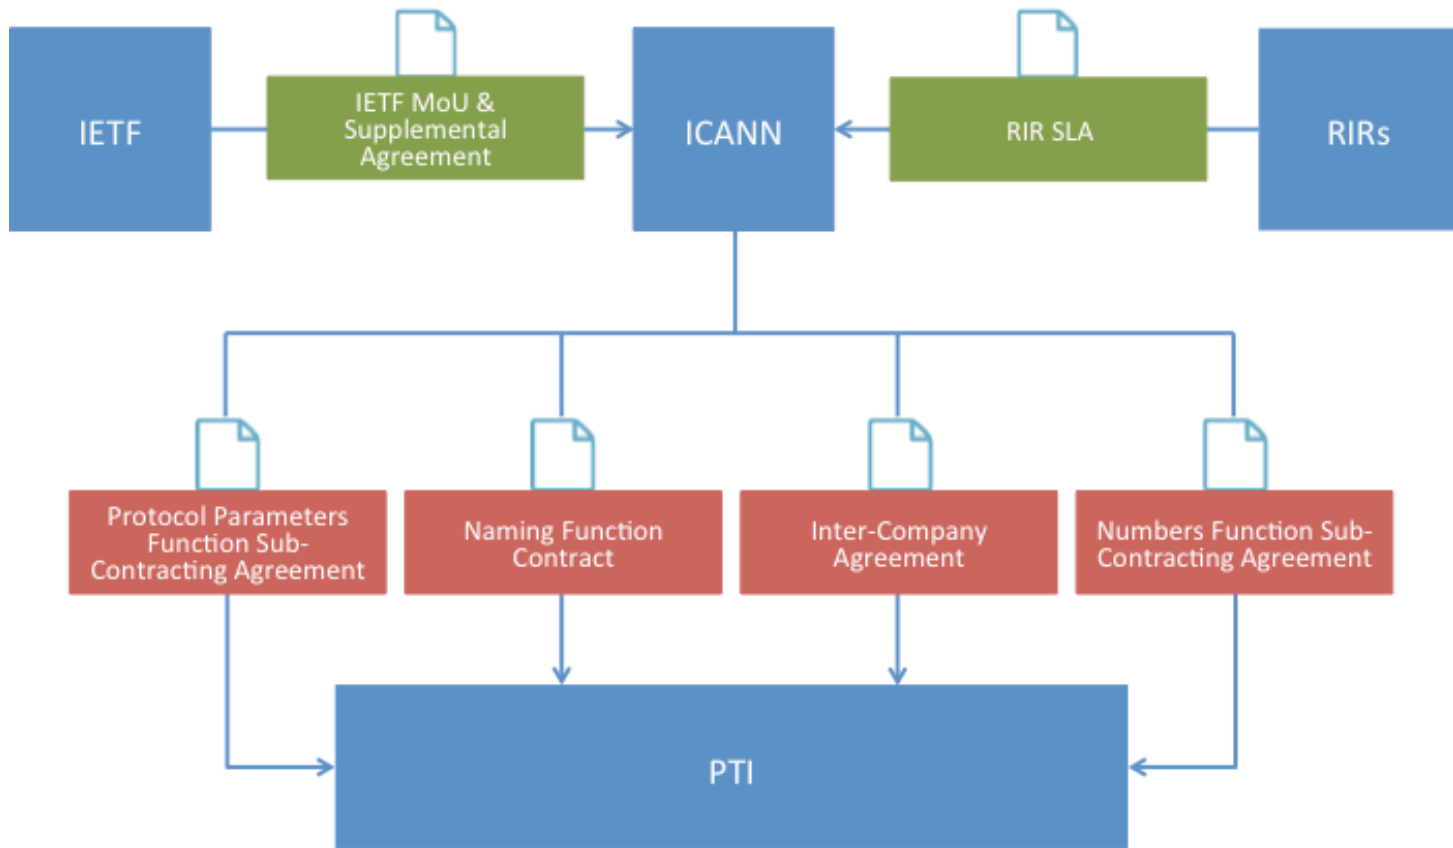 IETF
IETF MoU &
Supplemental
Agreement
ICANN
RIR SLA
RIRs
Protocol Parameters
Function Sub-
Contracting Agreement
Naming Function
Contract
Inter-Company
Agreement
Numbers Function Sub-
Contracting Agreement
PTI